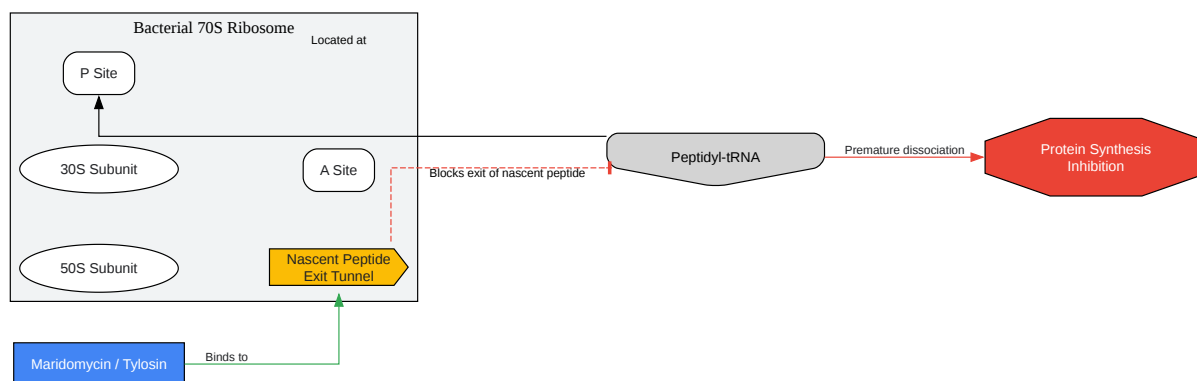 Bacterial 70S Ribosome
Located at
P Site
30S Subunit
A Site
Blocks exit of nascent peptide
Peptidyl-tRNA
Premature dissociation
Protein Synthesis
Inhibition
50S Subunit
Nascent Peptide
Exit Tunnel
Maridomycin / Tylosin
Binds to